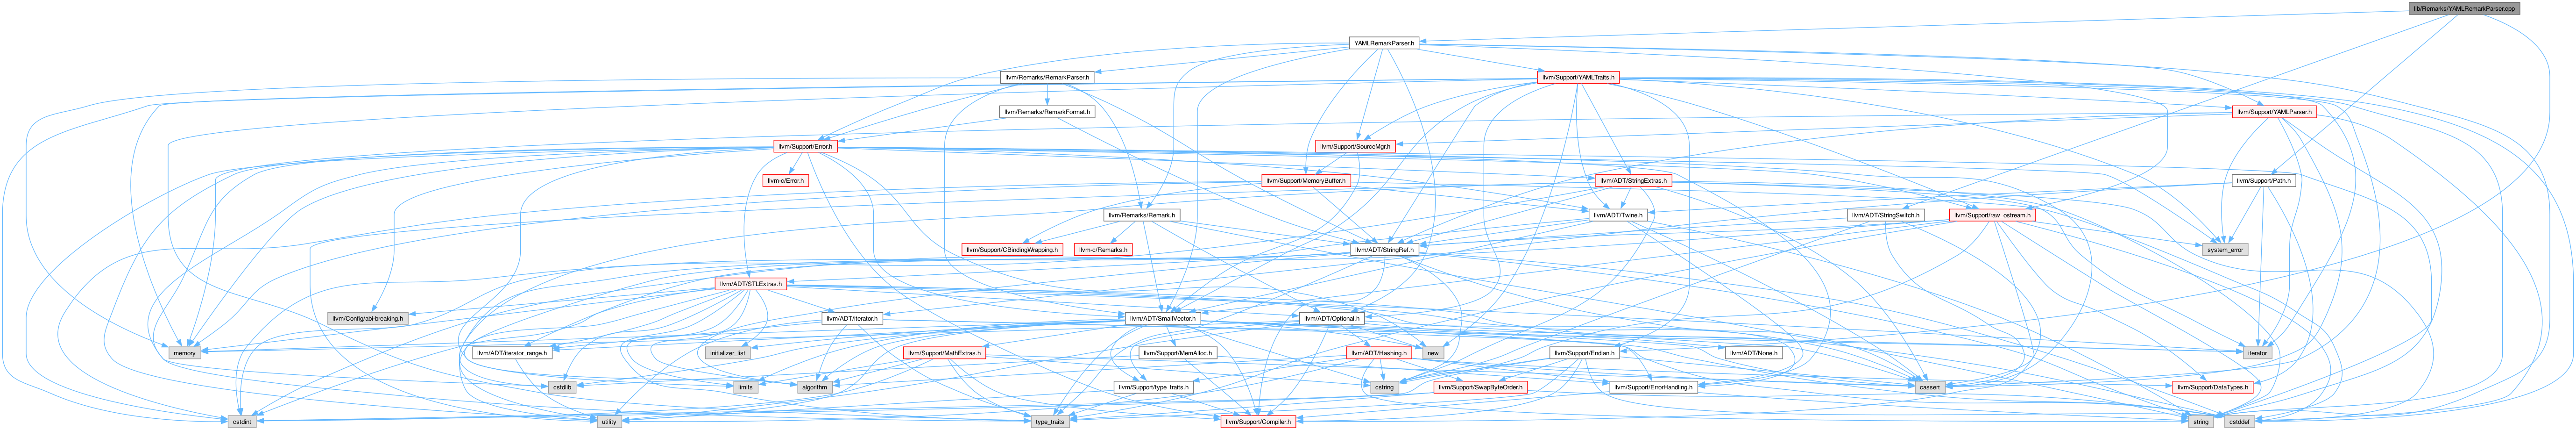 lib/Remarks/YAMLRemarkParser.cpp
YAMLRemarkParser.h
llvm/Remarks/RemarkParser.h
llvm/Support/YAMLTraits.h
llvm/Remarks/RemarkFormat.h
llvm/Support/YAMLParser.h
llvm/Support/Error.h
llvm/Support/SourceMgr.h
llvm-c/Error.h
llvm/Support/MemoryBuffer.h
llvm/ADT/StringExtras.h
llvm/Support/Path.h
llvm/Remarks/Remark.h
llvm/ADT/Twine.h
llvm/ADT/StringSwitch.h
llvm/Support/raw_ostream.h
llvm/Support/CBindingWrapping.h
llvm-c/Remarks.h
llvm/ADT/StringRef.h
system_error
llvm/ADT/STLExtras.h
llvm/Config/abi-breaking.h
llvm/ADT/iterator.h
llvm/ADT/SmallVector.h
llvm/ADT/Optional.h
memory
llvm/ADT/iterator_range.h
initializer_list
llvm/Support/MathExtras.h
llvm/Support/MemAlloc.h
llvm/ADT/Hashing.h
new
llvm/Support/Endian.h
llvm/ADT/None.h
iterator
cstdlib
limits
algorithm
llvm/Support/type_traits.h
cstring
llvm/Support/SwapByteOrder.h
llvm/Support/ErrorHandling.h
cassert
llvm/Support/DataTypes.h
cstdint
utility
type_traits
llvm/Support/Compiler.h
string
cstddef